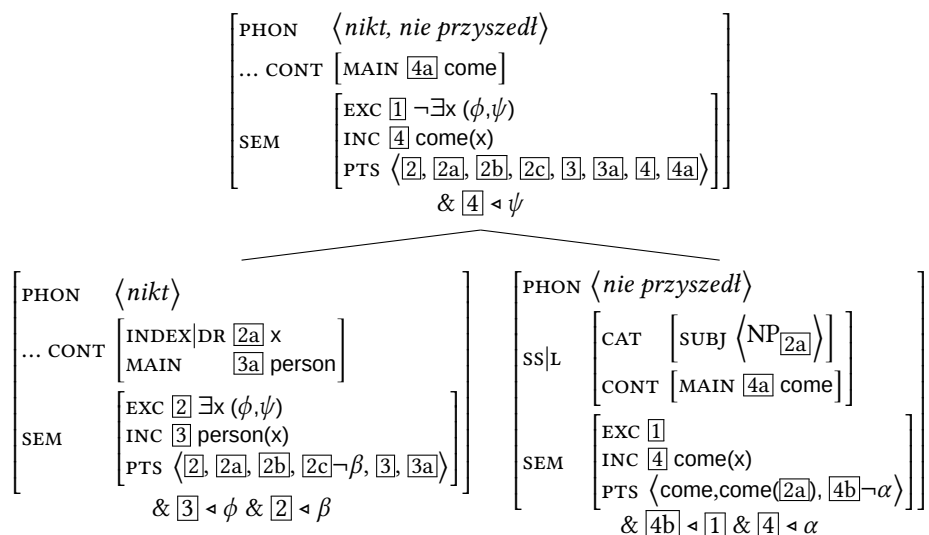 PHON ⟨nikt, nie przyszedł⟩
… CONT [MAIN 4a come]
SEM
EXC 1 ¬∃x (ϕ,ψ)
INC 4 come(x)
PTS ⟨2, 2a, 2b, 2c, 3, 3a, 4, 4a⟩
& 4 ◂ ψ
PHON ⟨nikt⟩
… CONT
INDEX|DR 2a x
MAIN 3a person
SEM
EXC 2 ∃x (ϕ,ψ)
INC 3 person(x)
PTS ⟨2, 2a, 2b, 2c¬β, 3, 3a⟩
& 3 ◂ ϕ & 2 ◂ β
PHON ⟨nie przyszedł⟩
SS|L
CAT [SUBJ ⟨NP2a⟩]
CONT [MAIN 4a come]
SEM
EXC 1
INC 4 come(x)
PTS ⟨come,come(2a), 4b¬α⟩
& 4b ◂ 1 & 4 ◂ α